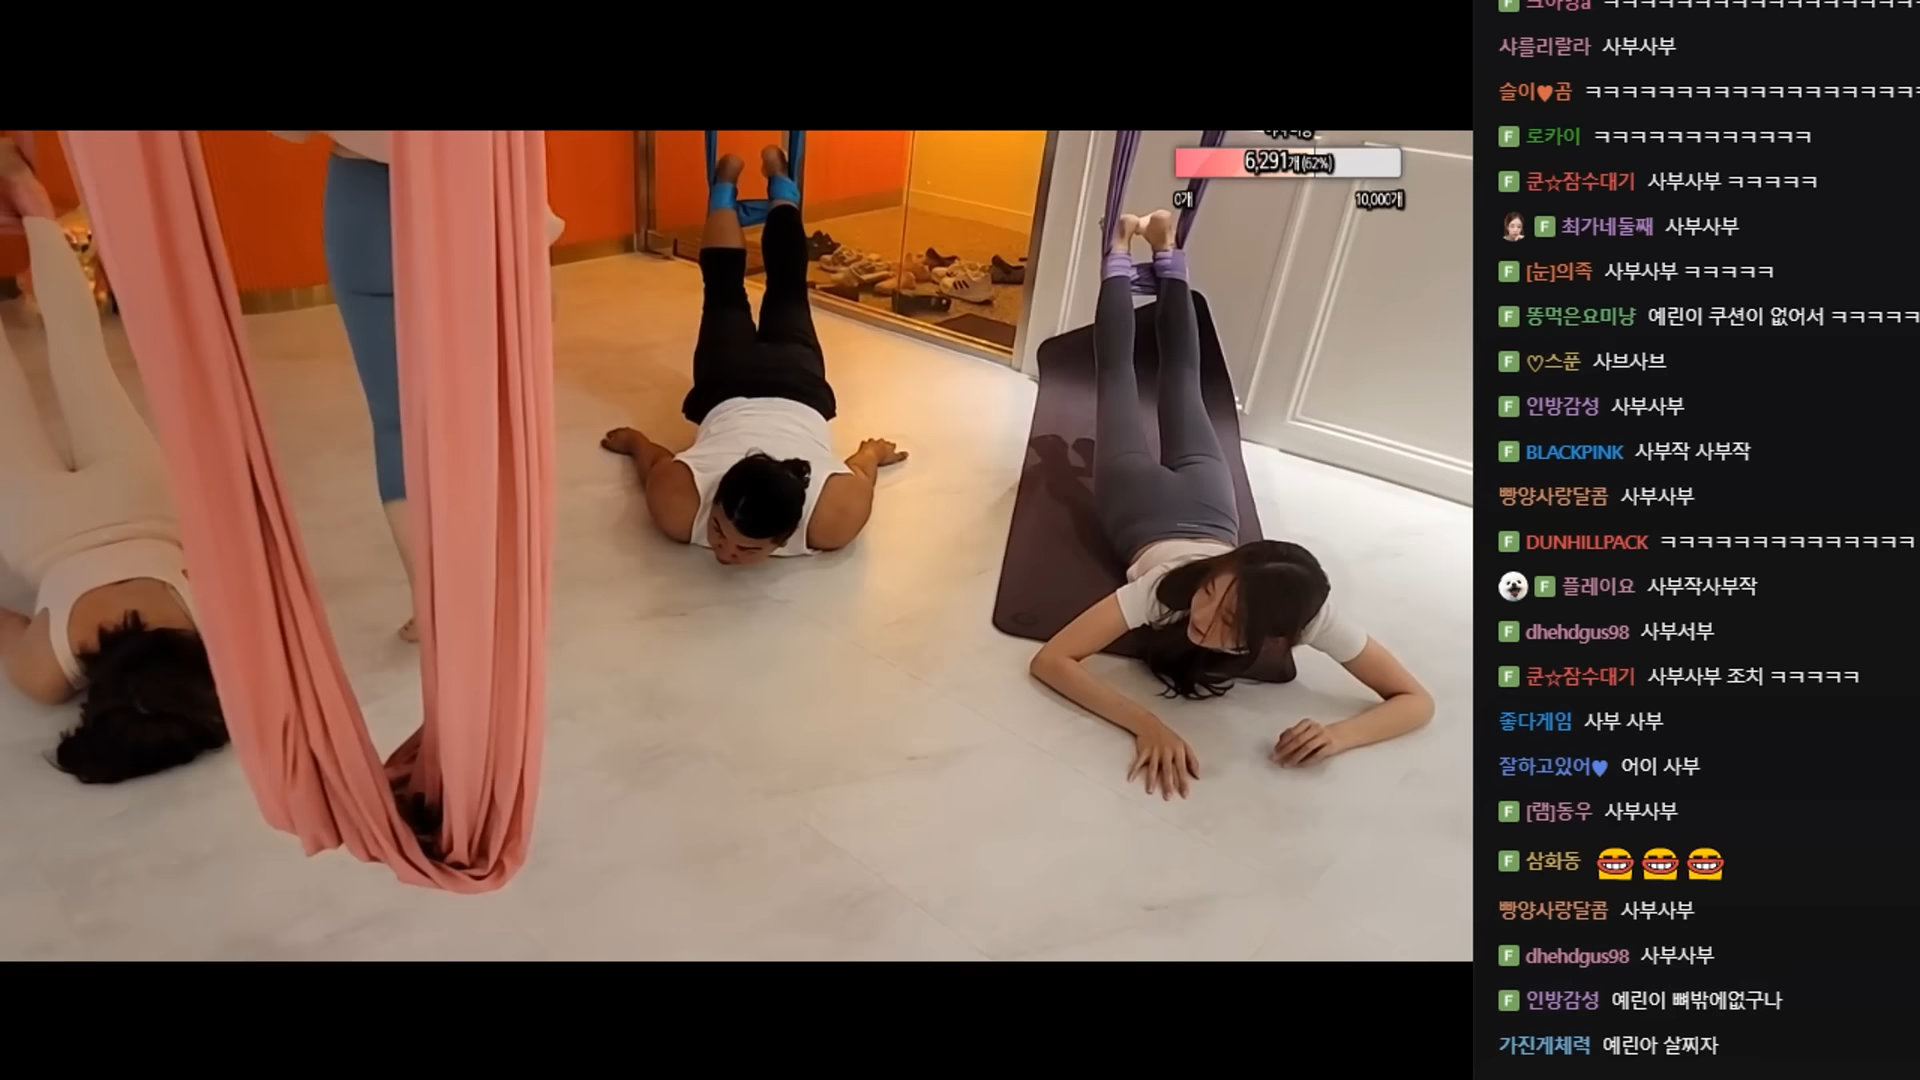 6,291개 (62%)
0개 10,000개
샤를리랄라 사부사부
슬이♥곰 ㅋㅋㅋㅋㅋㅋㅋㅋㅋㅋㅋㅋㅋㅋㅋㅋㅋㅋ
F 로카이 ㅋㅋㅋㅋㅋㅋㅋㅋㅋㅋㅋㅋ
F 쿤☆잠수대기 사부사부 ㅋㅋㅋㅋㅋ
F 최가네둘째 사부사부
F [눈]의족 사부사부 ㅋㅋㅋㅋㅋ
F 똥먹은요미냥 예린이 쿠션이 없어서 ㅋㅋㅋㅋㅋ
F ♡스푼 사브사브
F 인방감성 사부사부
F BLACKPINK 사부작 사부작
빵양사랑달콤 사부사부
F DUNHILLPACK ㅋㅋㅋㅋㅋㅋㅋㅋㅋㅋㅋㅋㅋㅋ
F 플레이요 사부작사부작
F dhehdgus98 사부서부
F 쿤☆잠수대기 사부사부 조치 ㅋㅋㅋㅋㅋ
좋다게임 사부 사부
잘하고있어♥ 어이 사부
F [램]동우 사부사부
F 삼화동
빵양사랑달콤 사부사부
F dhehdgus98 사부사부
F 인방감성 예린이 뼈밖에없구나
가진게체력 예린아 살찌자